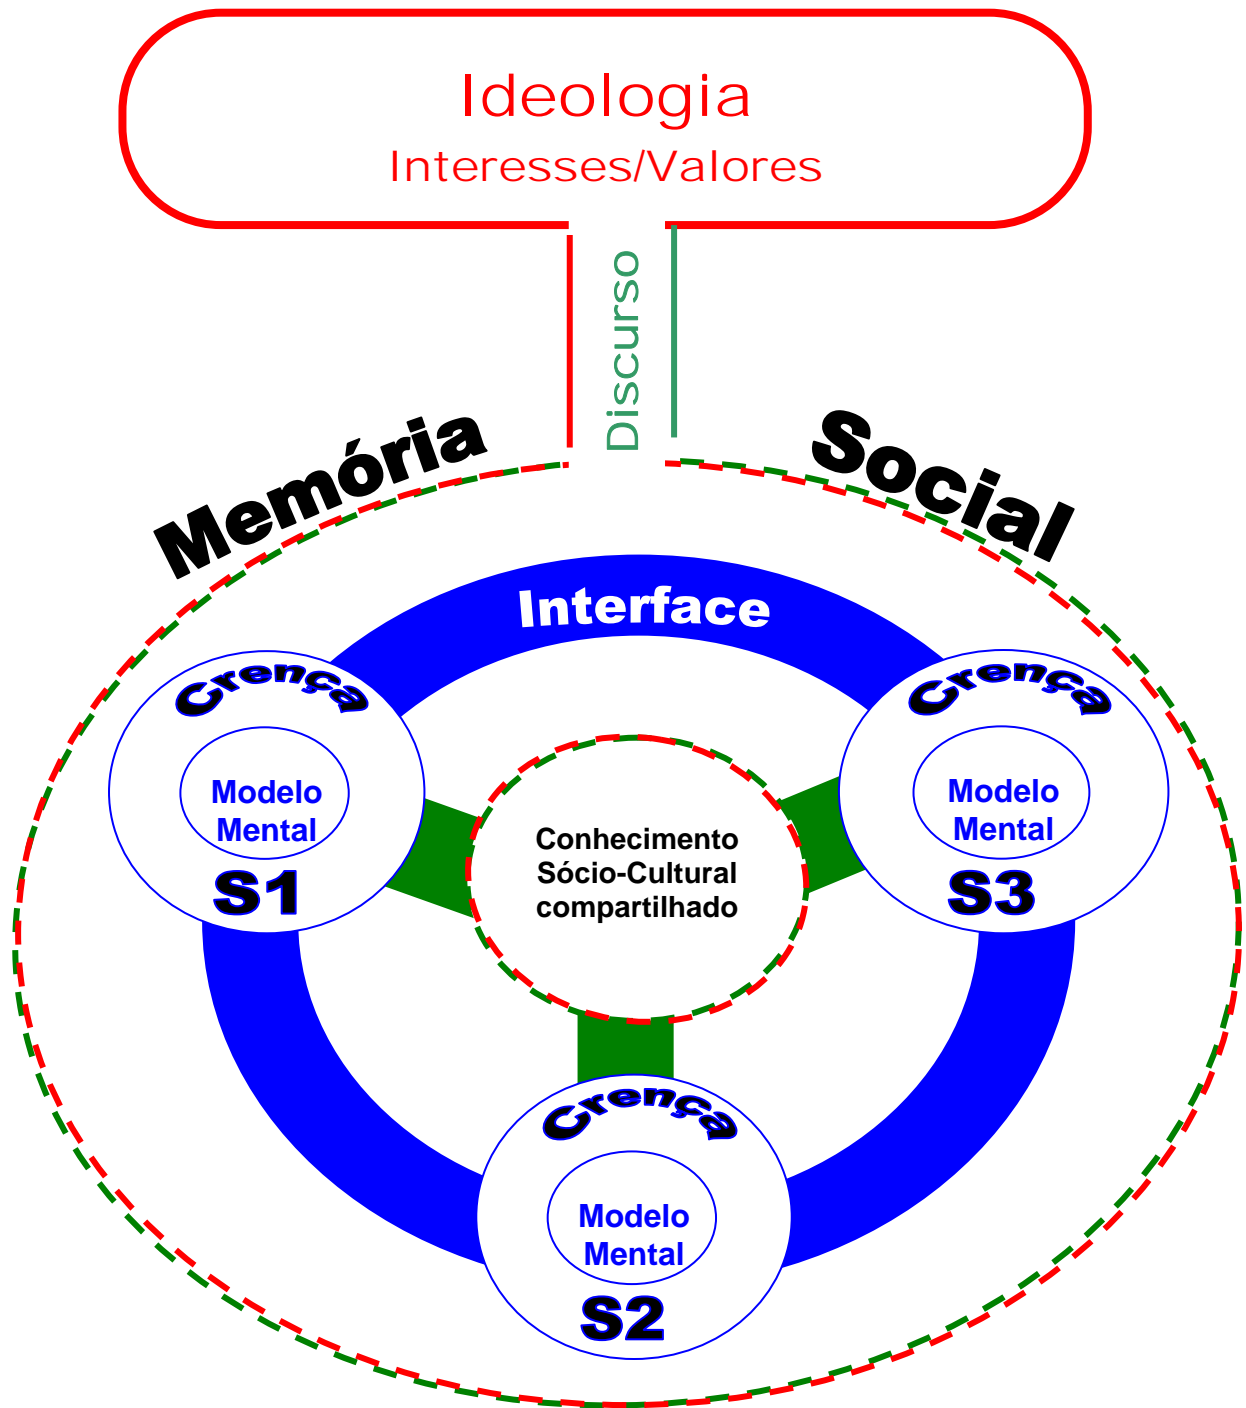 Ideologia
Interesses/Valores
Discurso
Memória
Social
Interface
Crença
Modelo
Mental
S1
Crença
Modelo
Mental
S3
Conhecimento
Sócio-Cultural
compartilhado
Crença
Modelo
Mental
S2